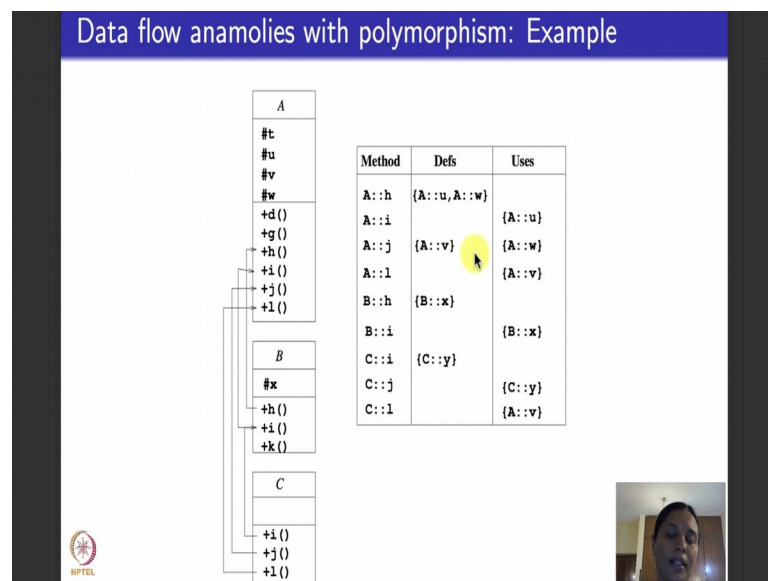 Data flow anamolies with polymorphism: Example
A
#t
#u
#v
#w
+d()
+g()
+h()
+i()
+j()
+l()
B
#x
+h()
+i()
+k()
C
+i()
+j()
+l()
Method Defs Uses
A::h {A::u,A::w}
A::i {A::u}
A::j {A::v} {A::w}
A::l {A::v}
B::h {B::x}
B::i {B::x}
C::i {C::y}
C::j {C::y}
C::l {A::v}
NPTEL